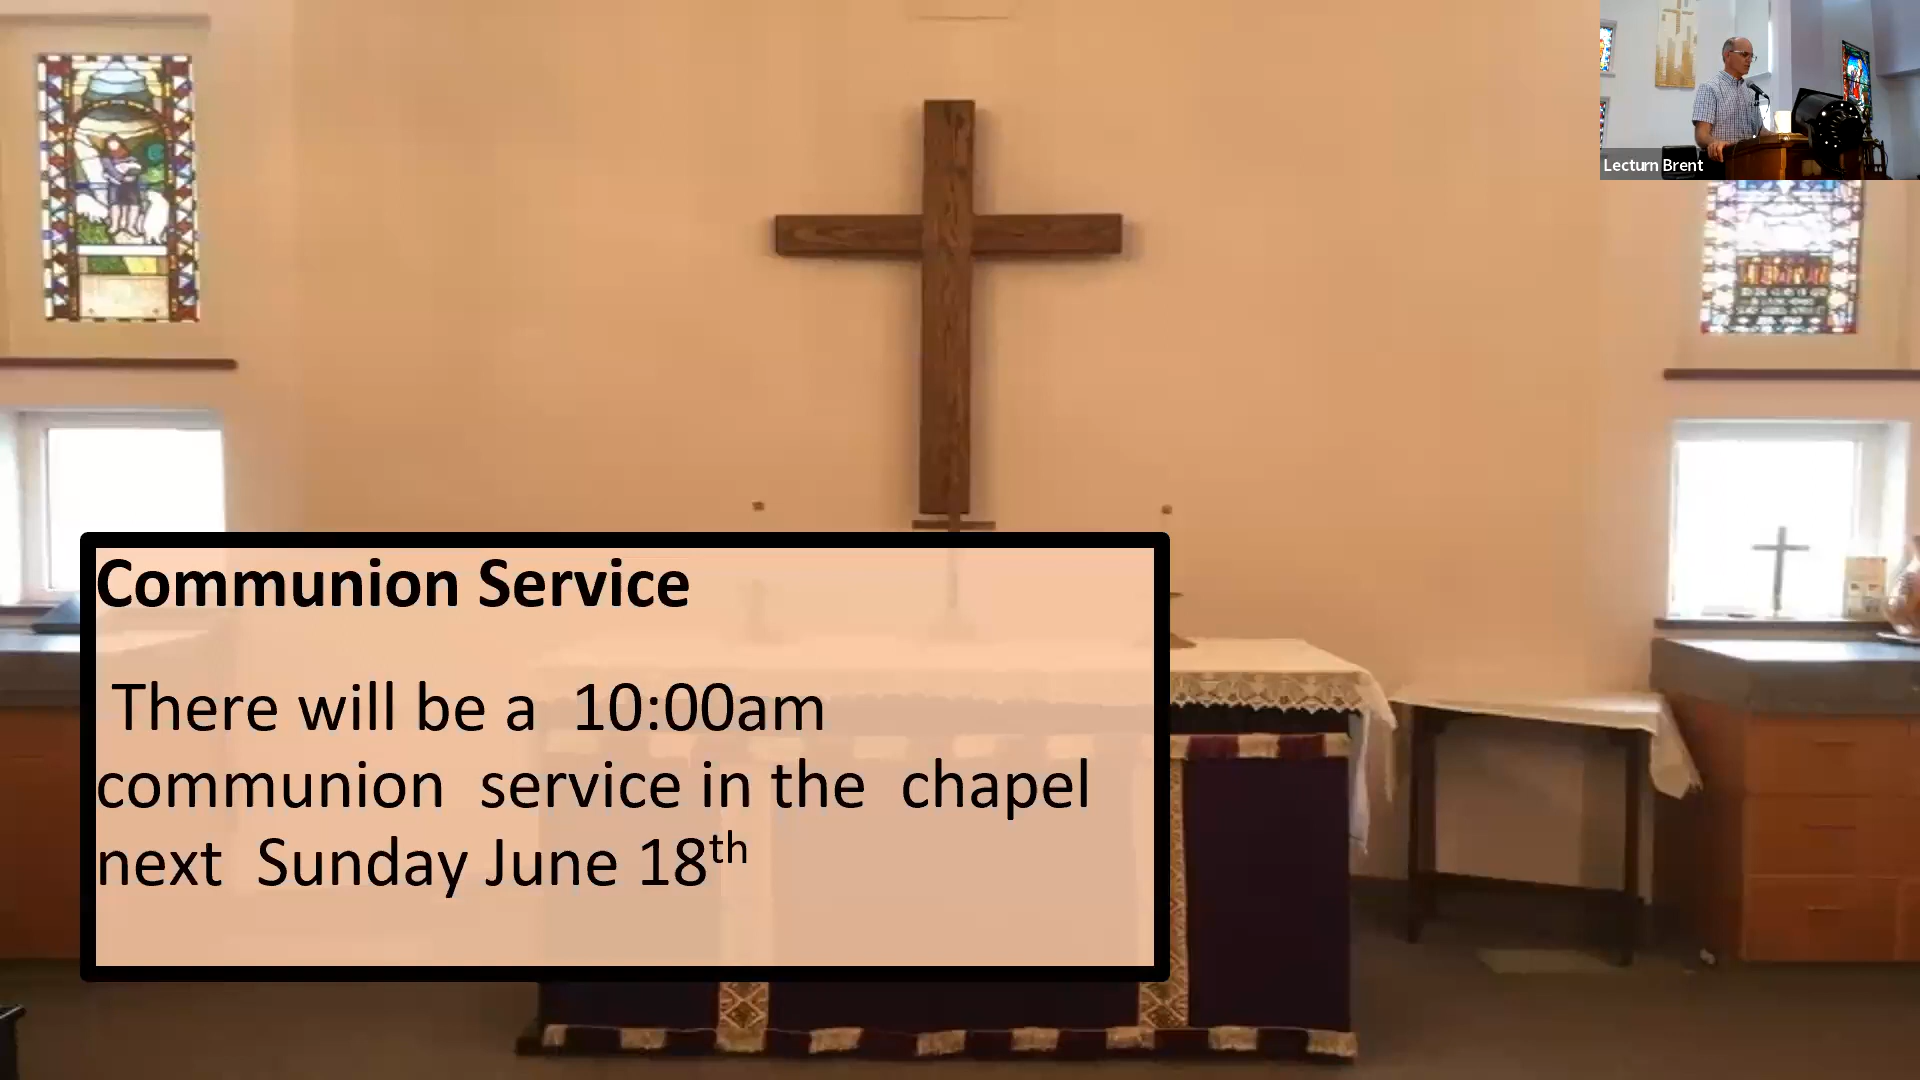 Lecturn Brent
Communion Service
There will be a 10:00am
communion service in the chapel
next Sunday June 18th